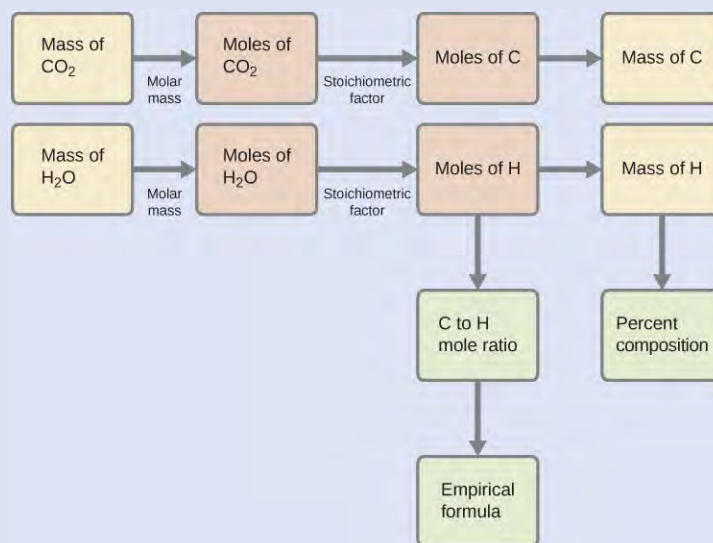 Mass of
CO₂
Molar
mass
Moles of
CO₂
Stoichiometric
factor
Moles of C
Mass of C
Mass of
H₂O
Molar
mass
Moles of
H₂O
Stoichiometric
factor
Moles of H
Mass of H
C to H
mole ratio
Percent
composition
Empirical
formula